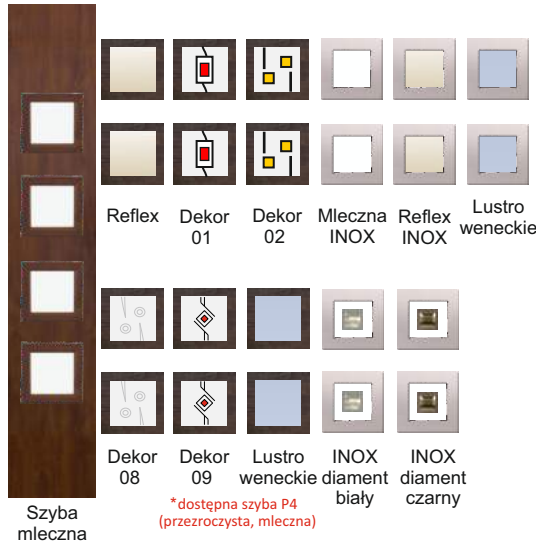 Reflex
Dekor
01
Dekor
02
Mleczna
INOX
Reflex
INOX
Lustro
weneckie
Dekor
08
Dekor
09
Lustro
weneckie
INOX
diament
biały
INOX
diament
czarny
*dostępna szyba P4
(przezroczysta, mleczna)
Szyba
mleczna